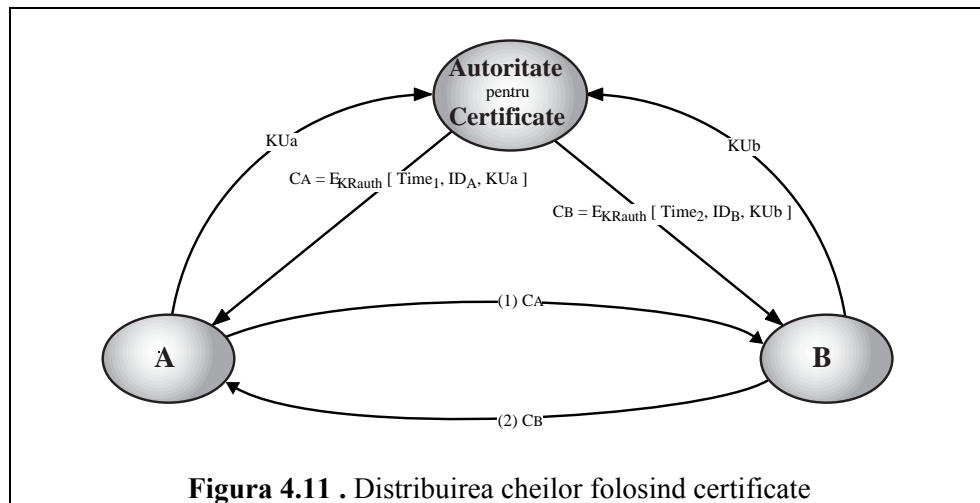 Autoritate
pentru
Certificate
KUa
KUb
CA = EKRauth [ Time1, IDA, KUa ]
CB = EKRauth [ Time2, IDB, KUb ]
(1) CA
A
B
(2) CB
Figura 4.11 . Distribuirea cheilor folosind certificate